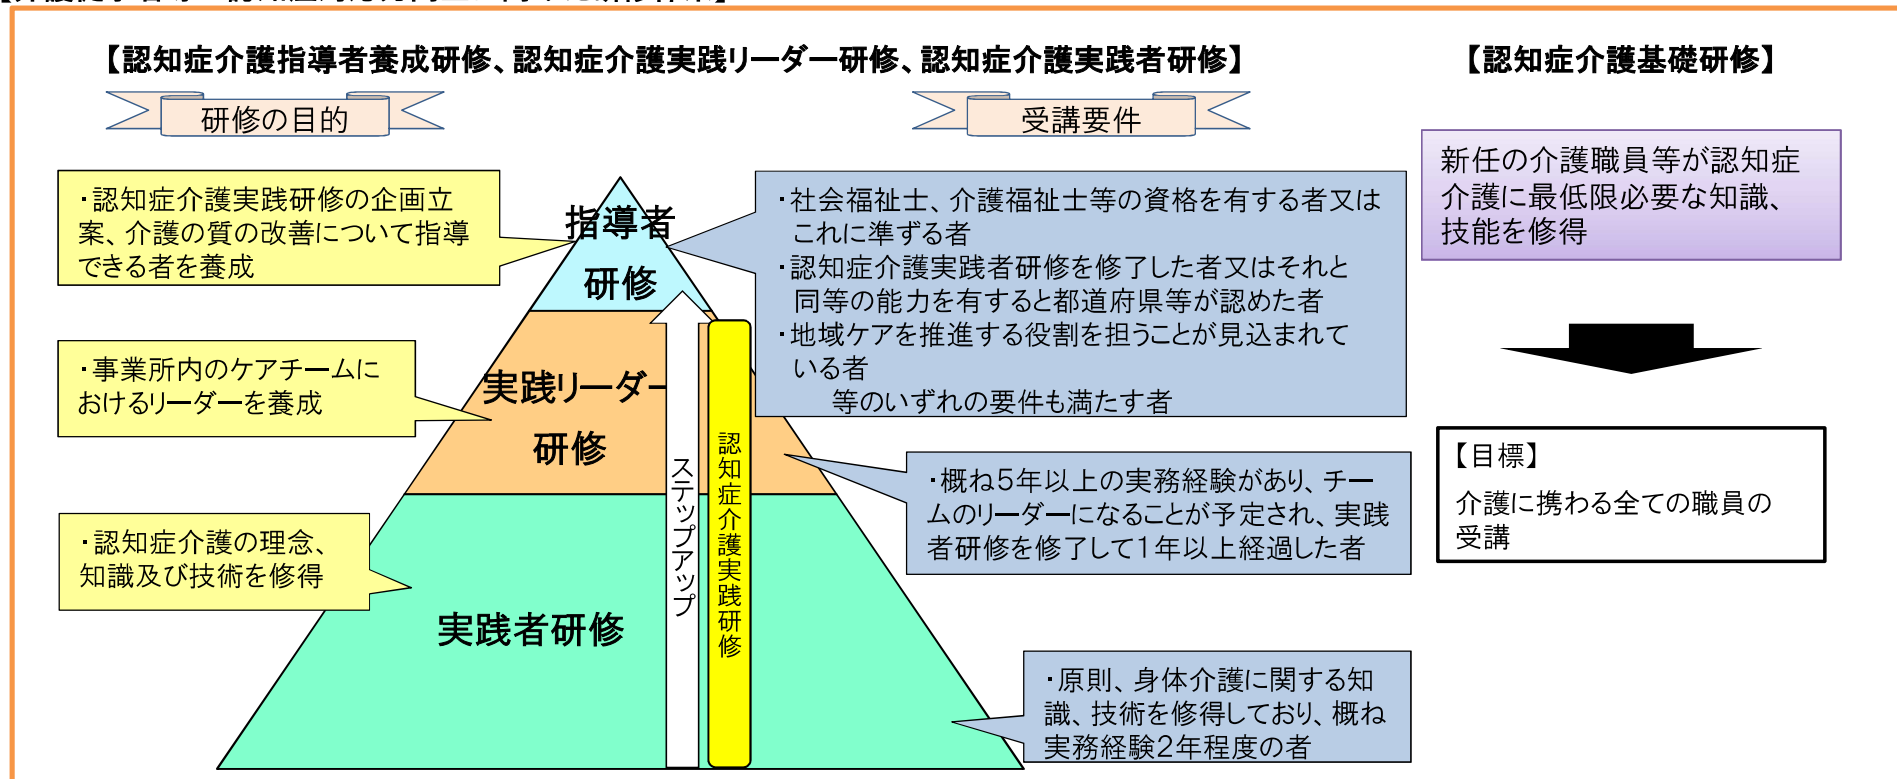 【認知症介護指導者養成研修、認知症介護実践リーダー研修、認知症介護実践者研修】
【認知症介護基礎研修】
研修の目的
受講要件
・認知症介護実践研修の企画立
案、介護の質の改善について指導
できる者を養成
・事業所内のケアチームに
おけるリーダーを養成
・認知症介護の理念、
知識及び技術を修得
指導者
研修
実践リーダー
研修
実践者研修
ステップアップ
認知症介護実践研修
・社会福祉士、介護福祉士等の資格を有する者又は
これに準ずる者
・認知症介護実践者研修を修了した者又はそれと
同等の能力を有すると都道府県等が認めた者
・地域ケアを推進する役割を担うことが見込まれて
いる者
等のいずれの要件も満たす者
・概ね5年以上の実務経験があり、チー
ムのリーダーになることが予定され、実践
者研修を修了して1年以上経過した者
・原則、身体介護に関する知
識、技術を修得しており、概ね
実務経験2年程度の者
新任の介護職員等が認知症
介護に最低限必要な知識、
技能を修得
【目標】
介護に携わる全ての職員の
受講